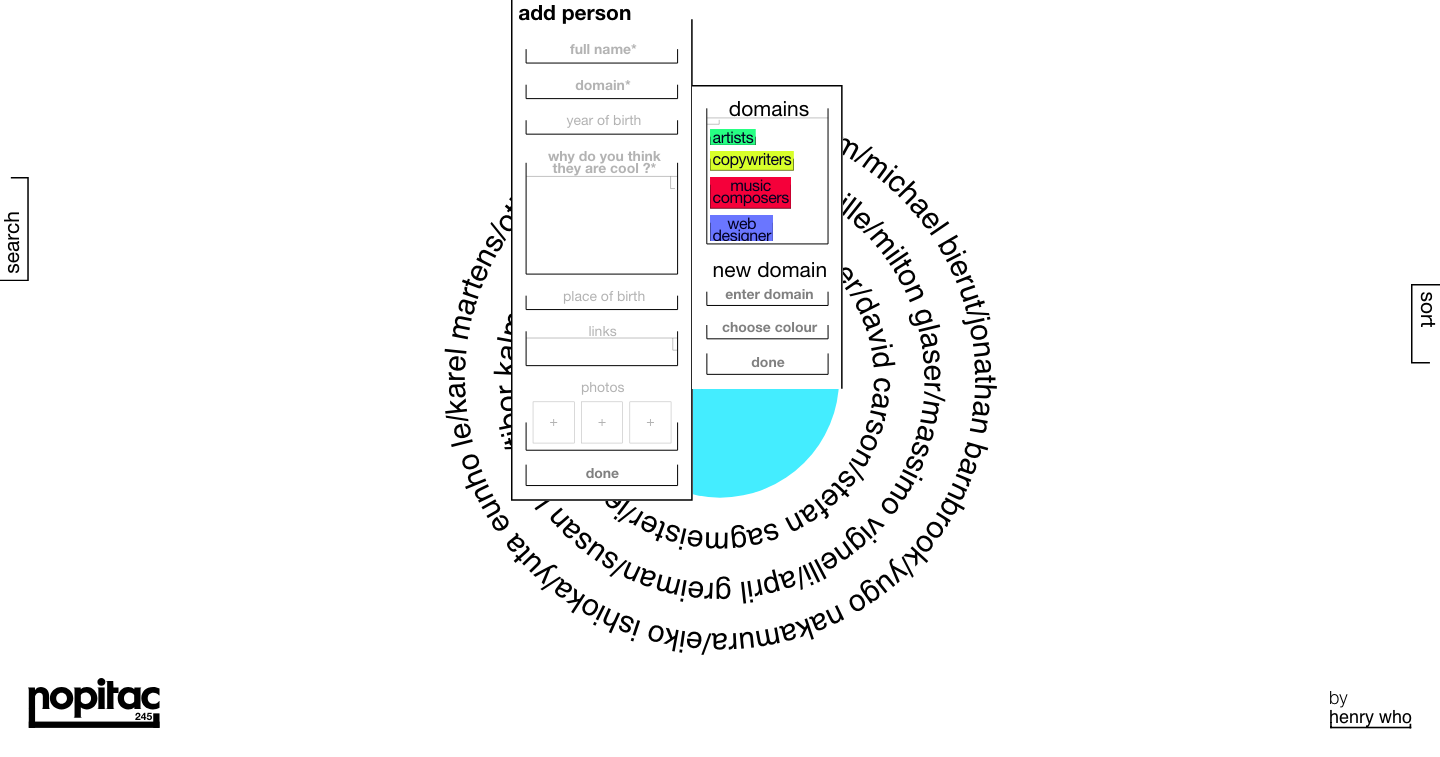 add person
full name*
domain*
year of birth
why do you think
they are cool ?*
place of birth
links
photos
+ + +
done
domains
artists
copywriters
music
composers
web
designer
new domain
enter domain
choose colour
done
search
sort
/michael bierut/jonathan barnbrook/yugo nakamura/eiko ishioka/yuta eunho le/karel martens/
/milton glaser/massimo vignelli/april greiman/susan
/david carson/stefan sagmeister/
nopitac
245
by
henry who